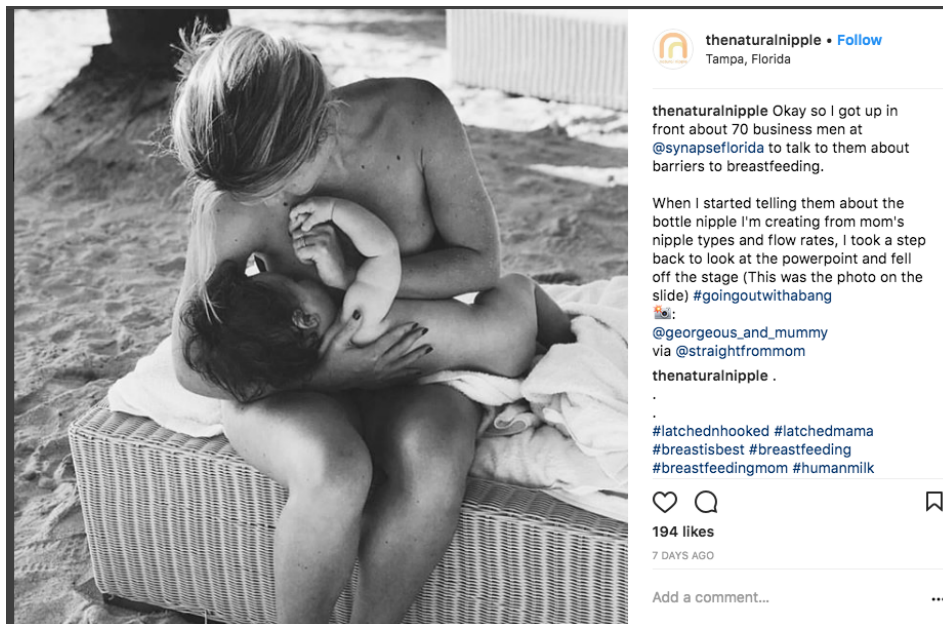 thenaturalnipple • Follow
Tampa, Florida
thenaturalnipple Okay so I got up in
front about 70 business men at
@synapseflorida to talk to them about
barriers to breastfeeding.
When I started telling them about the
bottle nipple I'm creating from mom's
nipple types and flow rates, I took a step
back to look at the powerpoint and fell
off the stage (This was the photo on the
slide) #goingoutwithabang
📸:
@georgeous_and_mummy
via @straightfrommom
thenaturalnipple .
.
.
#latchednhooked #latchedmama
#breastisbest #breastfeeding
#breastfeedingmom #humanmilk
194 likes
7 DAYS AGO
Add a comment...